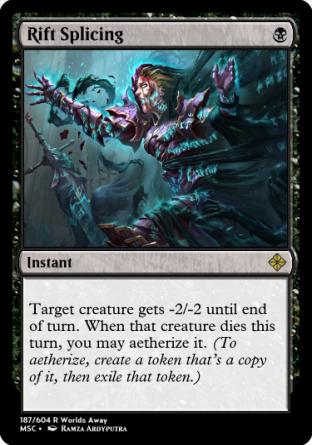 Rift Splicing
Instant
Target creature gets -2/-2 until end
of turn. When that creature dies this
turn, you may aetherize it. (To
aetherize, create a token that's a copy
of it, then exile that token.)
187/604 R Worlds Away
MSC • Ramza Ardyputra